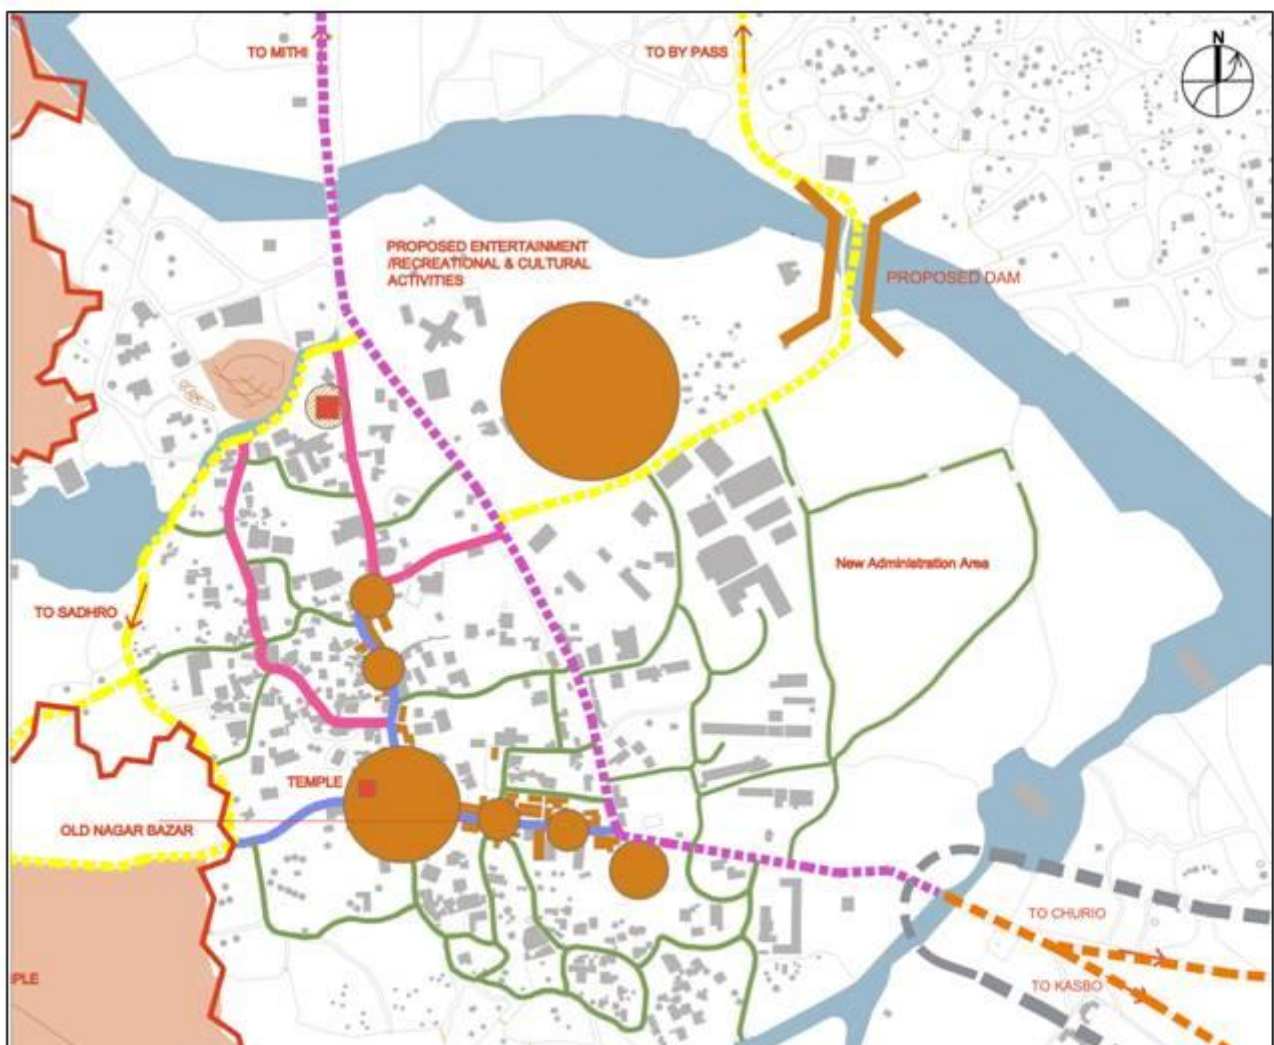 N
TO MITHI
TO BY PASS
PROPOSED ENTERTAINMENT
/RECREATIONAL & CULTURAL
ACTIVITIES
PROPOSED DAM
New Administration Area
TO SADHRO
TEMPLE
OLD NAGAR BAZAR
TO CHURIO
PLE
TO KASBO